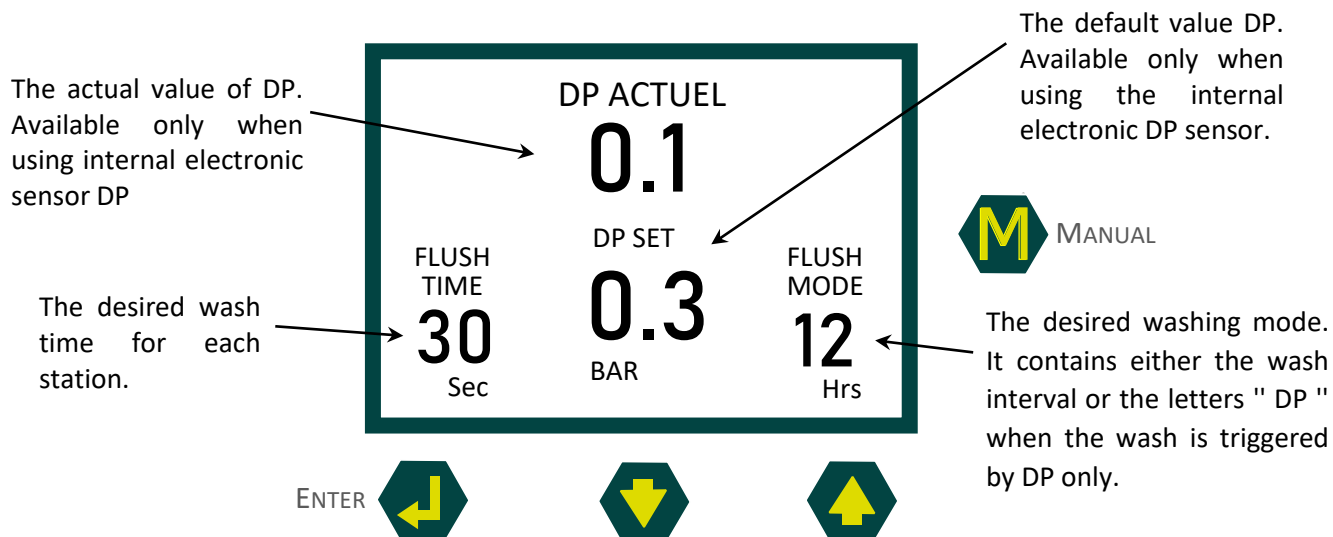 The actual value of DP.
Available only when
using internal electronic
sensor DP
The default value DP.
Available only when
using the internal
electronic DP sensor.
DP ACTUEL
0.1
DP SET
0.3
BAR
FLUSH
TIME
30
Sec
FLUSH
MODE
12
Hrs
M MANUAL
The desired wash
time for each
station.
The desired washing mode.
It contains either the wash
interval or the letters " DP "
when the wash is triggered
by DP only.
ENTER